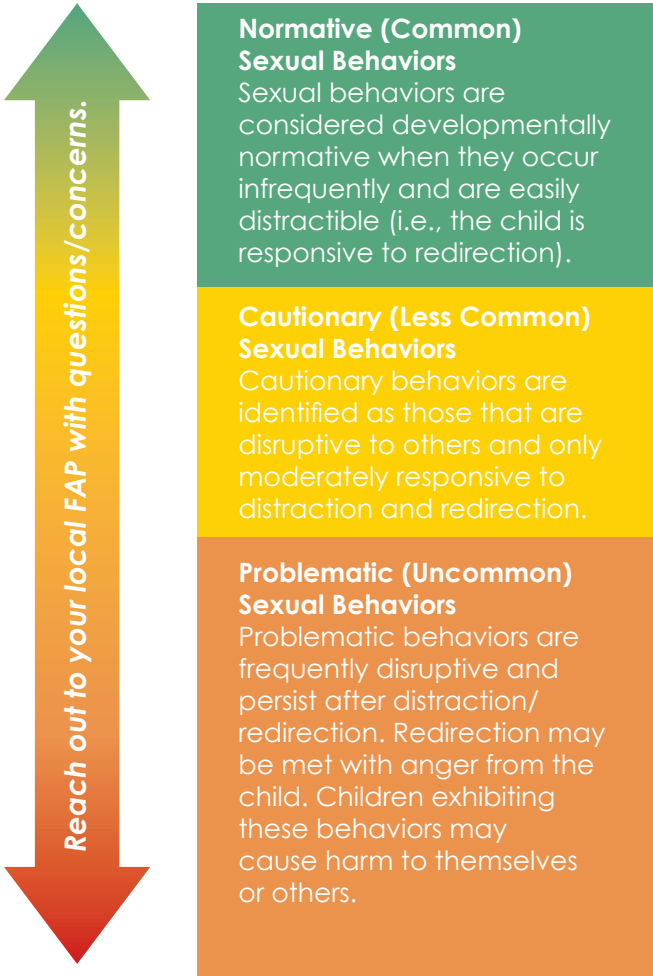 Reach out to your local FAP with questions/concerns.
Normative (Common)
Sexual Behaviors
Sexual behaviors are
considered developmentally
normative when they occur
infrequently and are easily
distractible (i.e., the child is
responsive to redirection).
Cautionary (Less Common)
Sexual Behaviors
Cautionary behaviors are
identified as those that are
disruptive to others and only
moderately responsive to
distraction and redirection.
Problematic (Uncommon)
Sexual Behaviors
Problematic behaviors are
frequently disruptive and
persist after distraction/
redirection. Redirection may
be met with anger from the
child. Children exhibiting
these behaviors may
cause harm to themselves
or others.